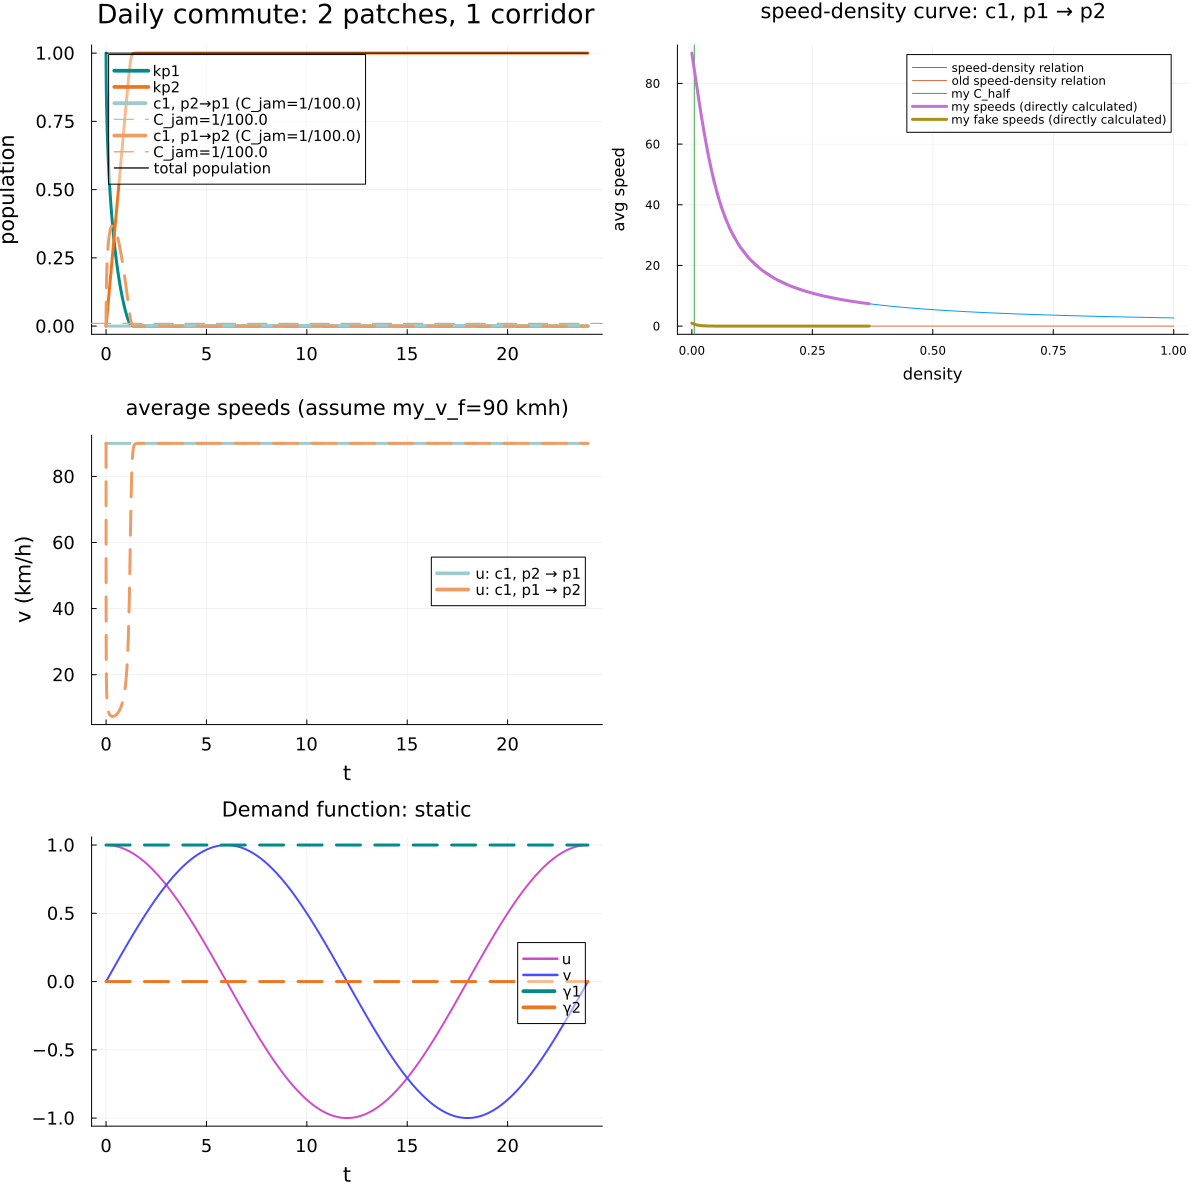 Daily commute: 2 patches, 1 corridor
population
1.00
0.75
0.50
0.25
0.00
kp1
kp2
c1, p2→p1 (C_jam=1/100.0)
C_jam=1/100.0
c1, p1→p2 (C_jam=1/100.0)
C_jam=1/100.0
total population
0 5 10 15 20
speed-density curve: c1, p1 → p2
avg speed
80
60
40
20
0
speed-density relation
old speed-density relation
my C_half
my speeds (directly calculated)
my fake speeds (directly calculated)
0.00 0.25 0.50 0.75 1.00
density
average speeds (assume my_v_f=90 kmh)
v (km/h)
80
60
40
20
u: c1, p2 → p1
u: c1, p1 → p2
0 5 10 15 20
t
Demand function: static
1.0
0.5
0.0
−0.5
−1.0
u
v
γ1
γ2
0 5 10 15 20
t